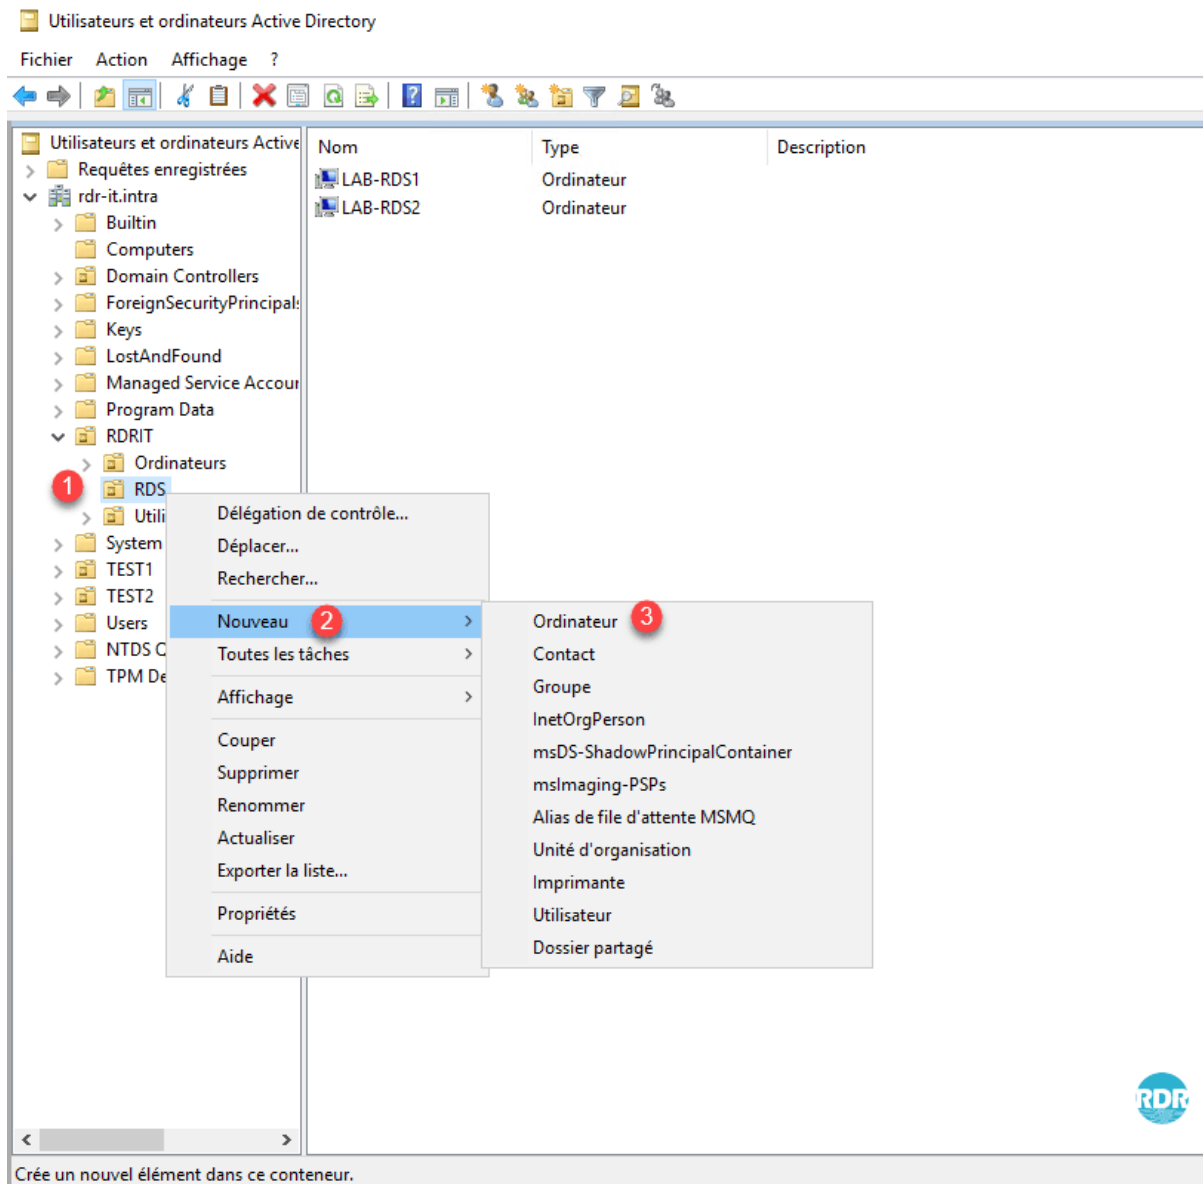 Utilisateurs et ordinateurs Active Directory
Fichier Action Affichage ?
Utilisateurs et ordinateurs Active
Requêtes enregistrées
rdr-it.intra
Builtin
Computers
Domain Controllers
ForeignSecurityPrincipals
Keys
LostAndFound
Managed Service Accour
Program Data
RDRIT
Ordinateurs
1 RDS
Utili
System
TEST1
TEST2
Users
NTDS Q
TPM De
Nom Type Description
LAB-RDS1 Ordinateur
LAB-RDS2 Ordinateur
Délégation de contrôle...
Déplacer...
Rechercher...
Nouveau 2
Toutes les tâches
Affichage
Couper
Supprimer
Renommer
Actualiser
Exporter la liste...
Propriétés
Aide
Ordinateur 3
Contact
Groupe
InetOrgPerson
msDS-ShadowPrincipalContainer
msImaging-PSPs
Alias de file d'attente MSMQ
Unité d'organisation
Imprimante
Utilisateur
Dossier partagé
RDR
Crée un nouvel élément dans ce conteneur.